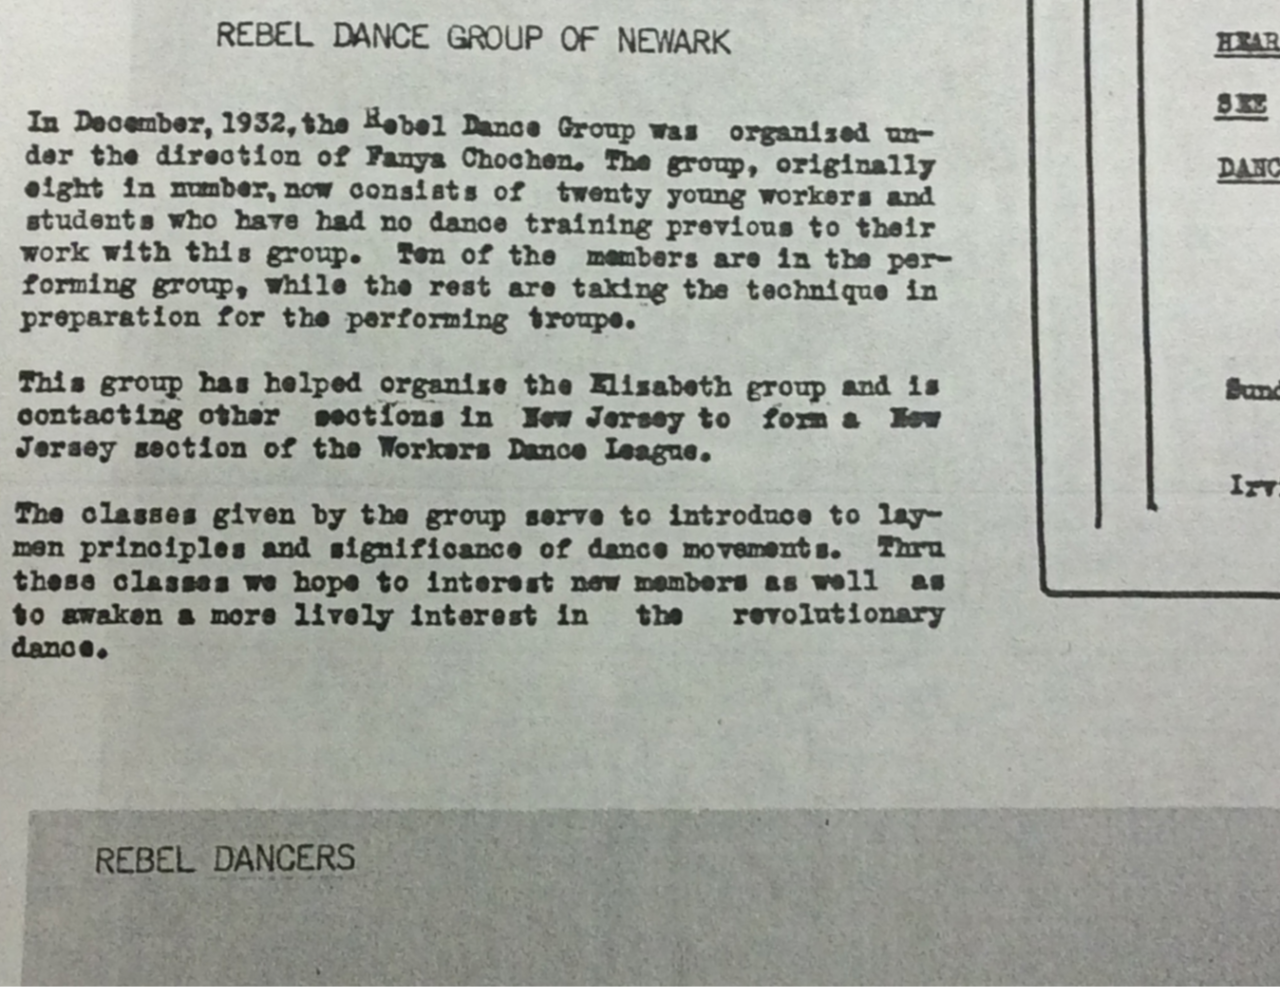 REBEL DANCE GROUP OF NEWARK
In December, 1932, the Rebel Dance Group was organized un-
der the direction of Fanya Chochem. The group, originally
eight in number, now consists of twenty young workers and
students who have had no dance training previous to their
work with this group. Ten of the members are in the per-
forming group, while the rest are taking the technique in
preparation for the performing troupe.
This group has helped organize the Elizabeth group and is
contacting other sections in New Jersey to form a New
Jersey section of the Workers Dance League.
The classes given by the group serve to introduce to lay-
men principles and significance of dance movements. Thru
these classes we hope to interest new members as well as
to awaken a more lively interest in the revolutionary
dance.
REBEL DANCERS
HEAR
SEE
DANC
Sund